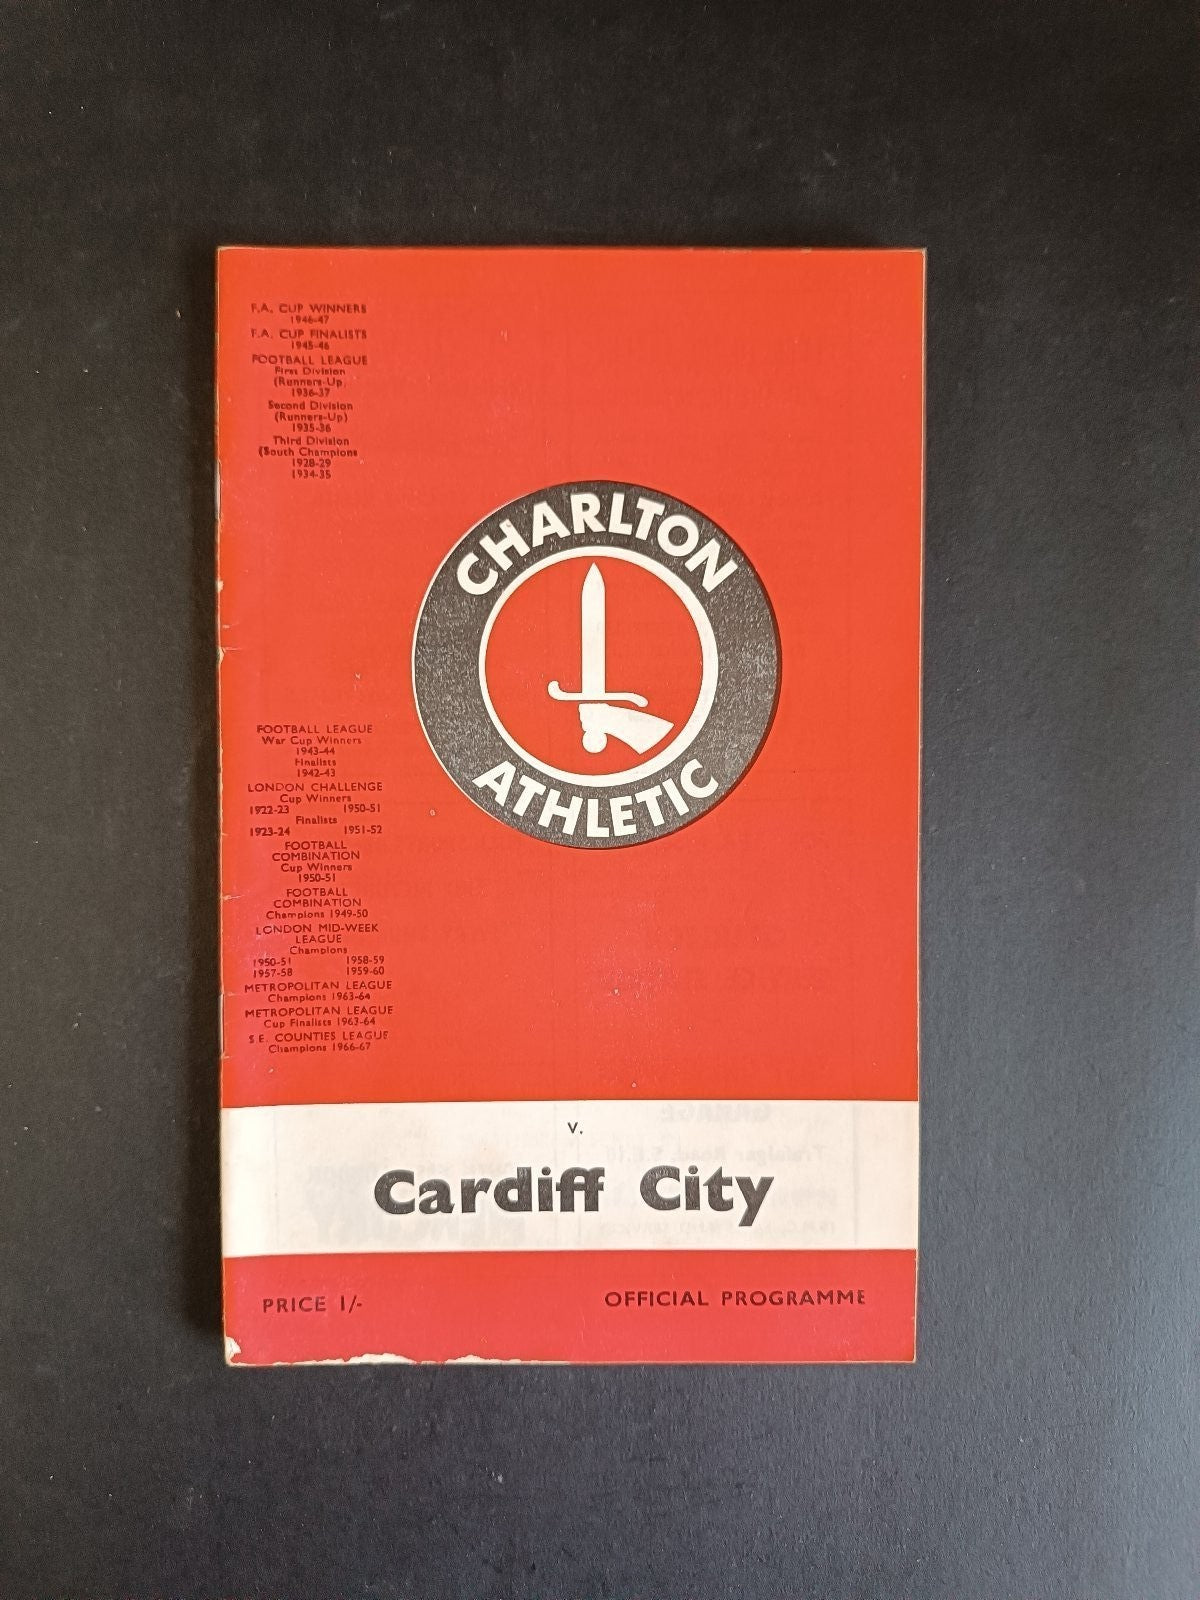 F.A. CUP WINNERS
1946-47
F.A. CUP FINALISTS
1945-46
FOOTBALL LEAGUE
First Division
(Runners-Up
1936-37
Second Division
(Runners-Up)
1935-36
Third Division
(South Champions
1928-29
1934-35
CHARLTON
ATHLETIC
FOOTBALL LEAGUE
War Cup Winners
1943-44
Finalists
1942-43
LONDON CHALLENGE
Cup Winners
1922-23 1950-51
Finalists
1923-24 1951-52
FOOTBALL
COMBINATION
Cup Winners
1950-51
FOOTBALL
COMBINATION
Champions 1949-50
LONDON MID-WEEK
LEAGUE
Champions
1950-51 1958-59
1957-58 1959-60
METROPOLITAN LEAGUE
Champions 1963-64
METROPOLITAN LEAGUE
Cup Finalists 1963-64
S.E. COUNTIES LEAGUE
Champions 1966-67
v.
Cardiff City
PRICE 1/- OFFICIAL PROGRAMME